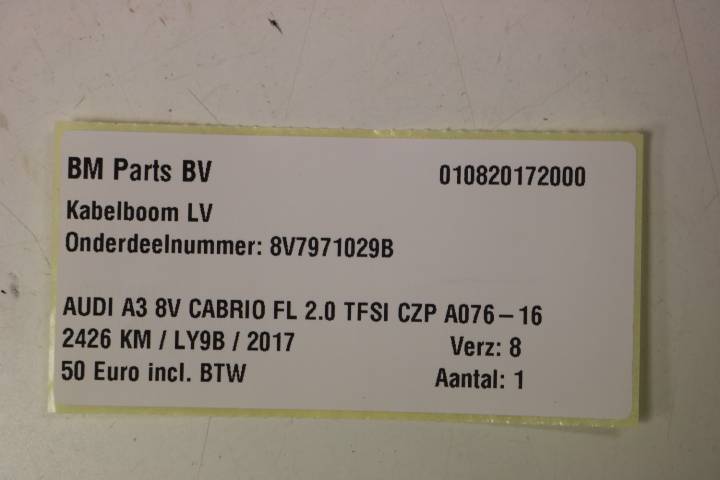 BM Parts BV 010820172000
Kabelboom LV
Onderdeelnummer: 8V7971029B
AUDI A3 8V CABRIO FL 2.0 TFSI CZP A076-16
2426 KM / LY9B / 2017 Verz: 8
50 Euro incl. BTW Aantal: 1